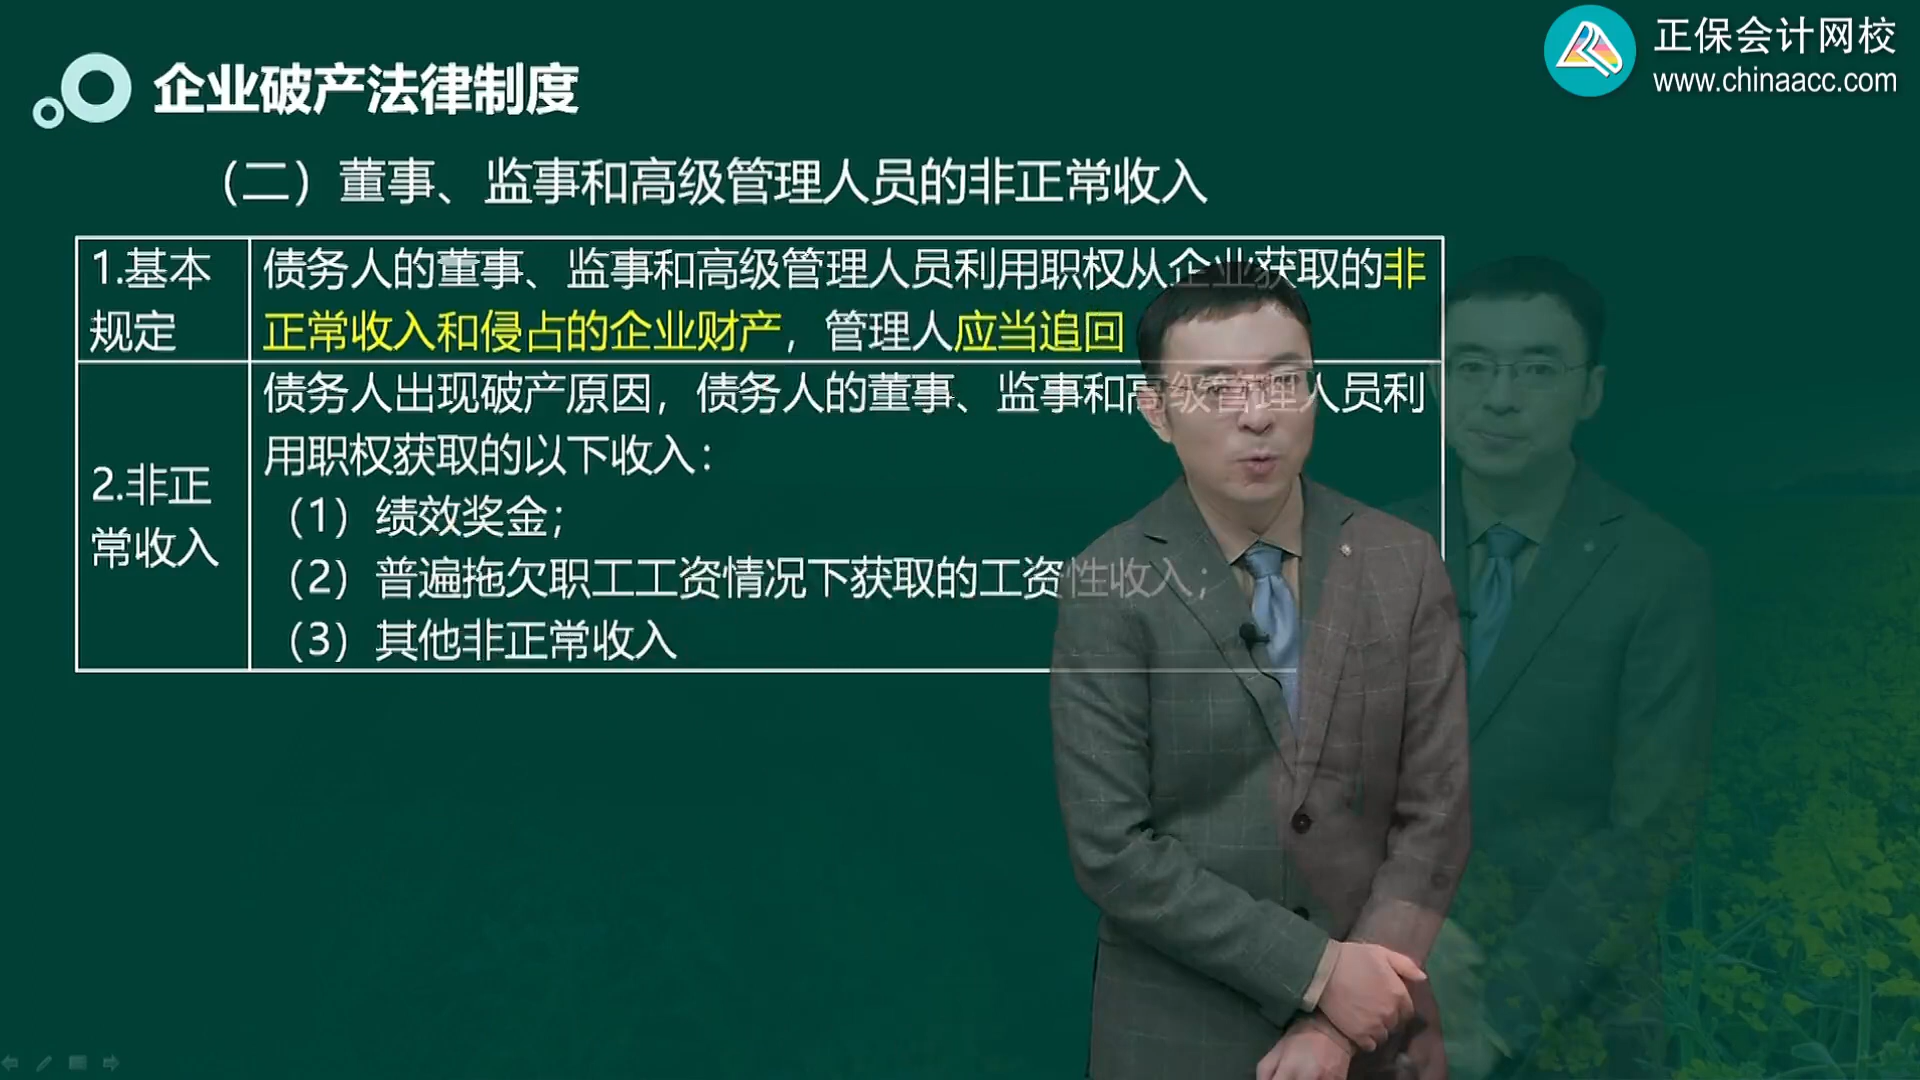 正保会计网校
www.chinaacc.com
企业破产法律制度
（二）董事、监事和高级管理人员的非正常收入
1.基本
规定
债务人的董事、监事和高级管理人员利用职权从企业获取的非
正常收入和侵占的企业财产，管理人应当追回
2.非正
常收入
债务人出现破产原因，债务人的董事、监事和高级管理人员利
用职权获取的以下收入：
（1）绩效奖金；
（2）普遍拖欠职工工资情况下获取的工资性收入；
（3）其他非正常收入